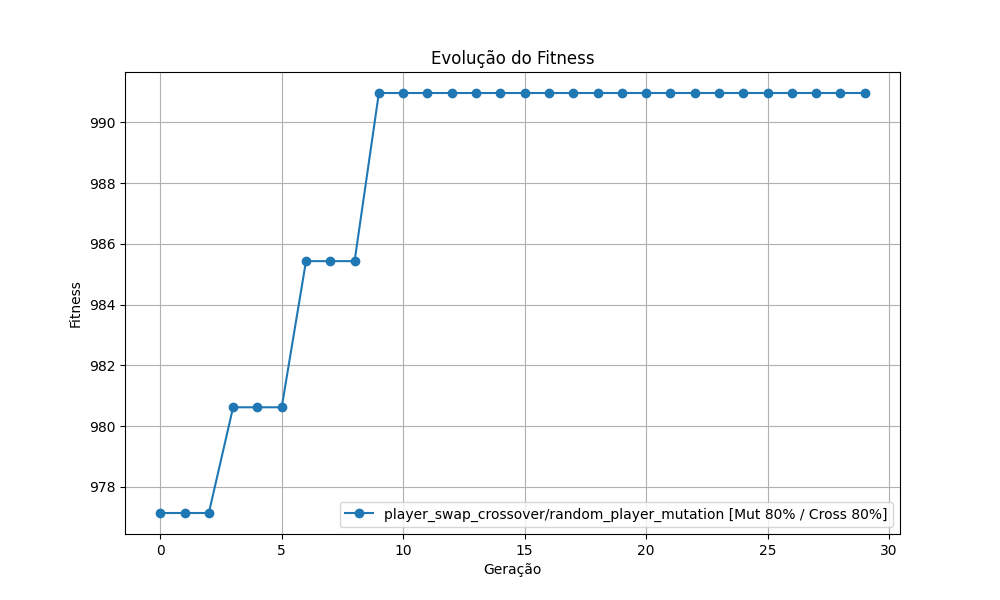 Evolução do Fitness
Fitness
990
988
986
984
982
980
978
player_swap_crossover/random_player_mutation [Mut 80% / Cross 80%]
0 5 10 15 20 25 30
Geração